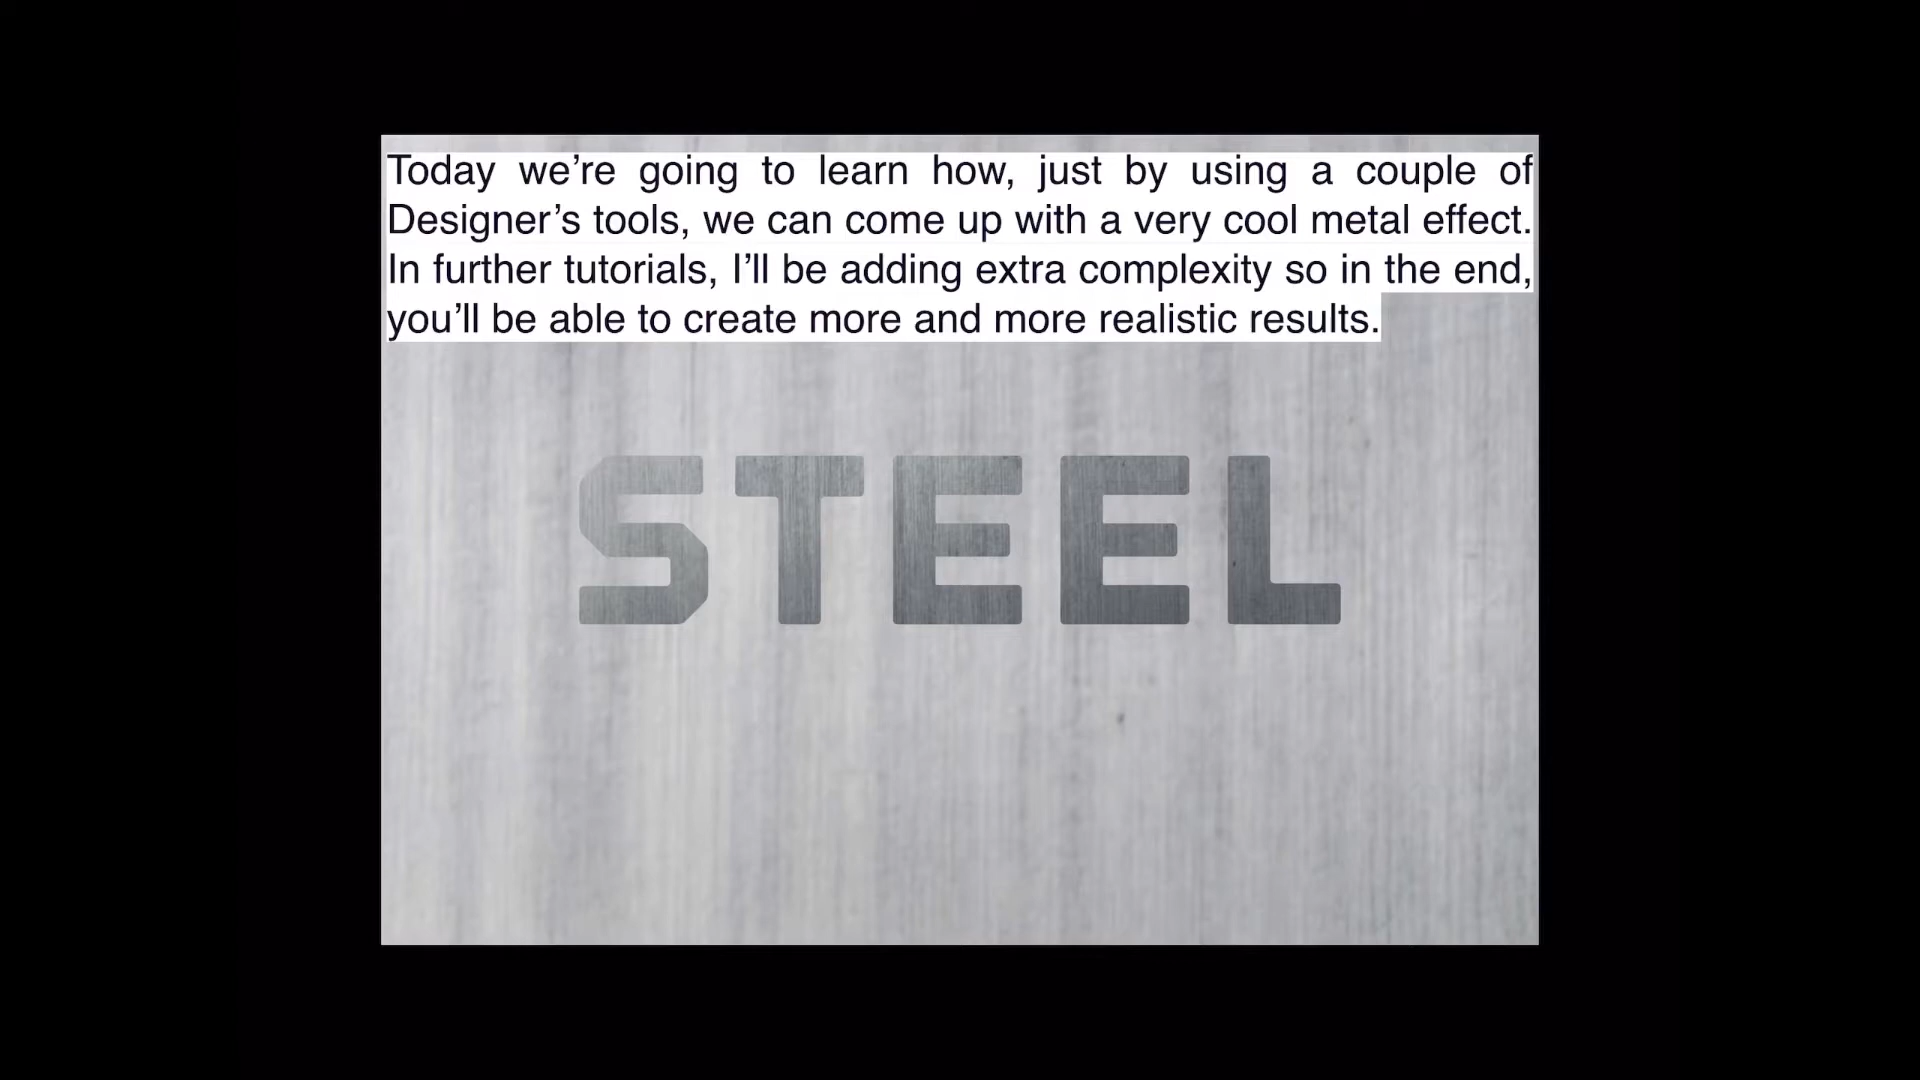 Today we’re going to learn how, just by using a couple of
Designer’s tools, we can come up with a very cool metal effect.
In further tutorials, I’ll be adding extra complexity so in the end,
you’ll be able to create more and more realistic results.
STEEL